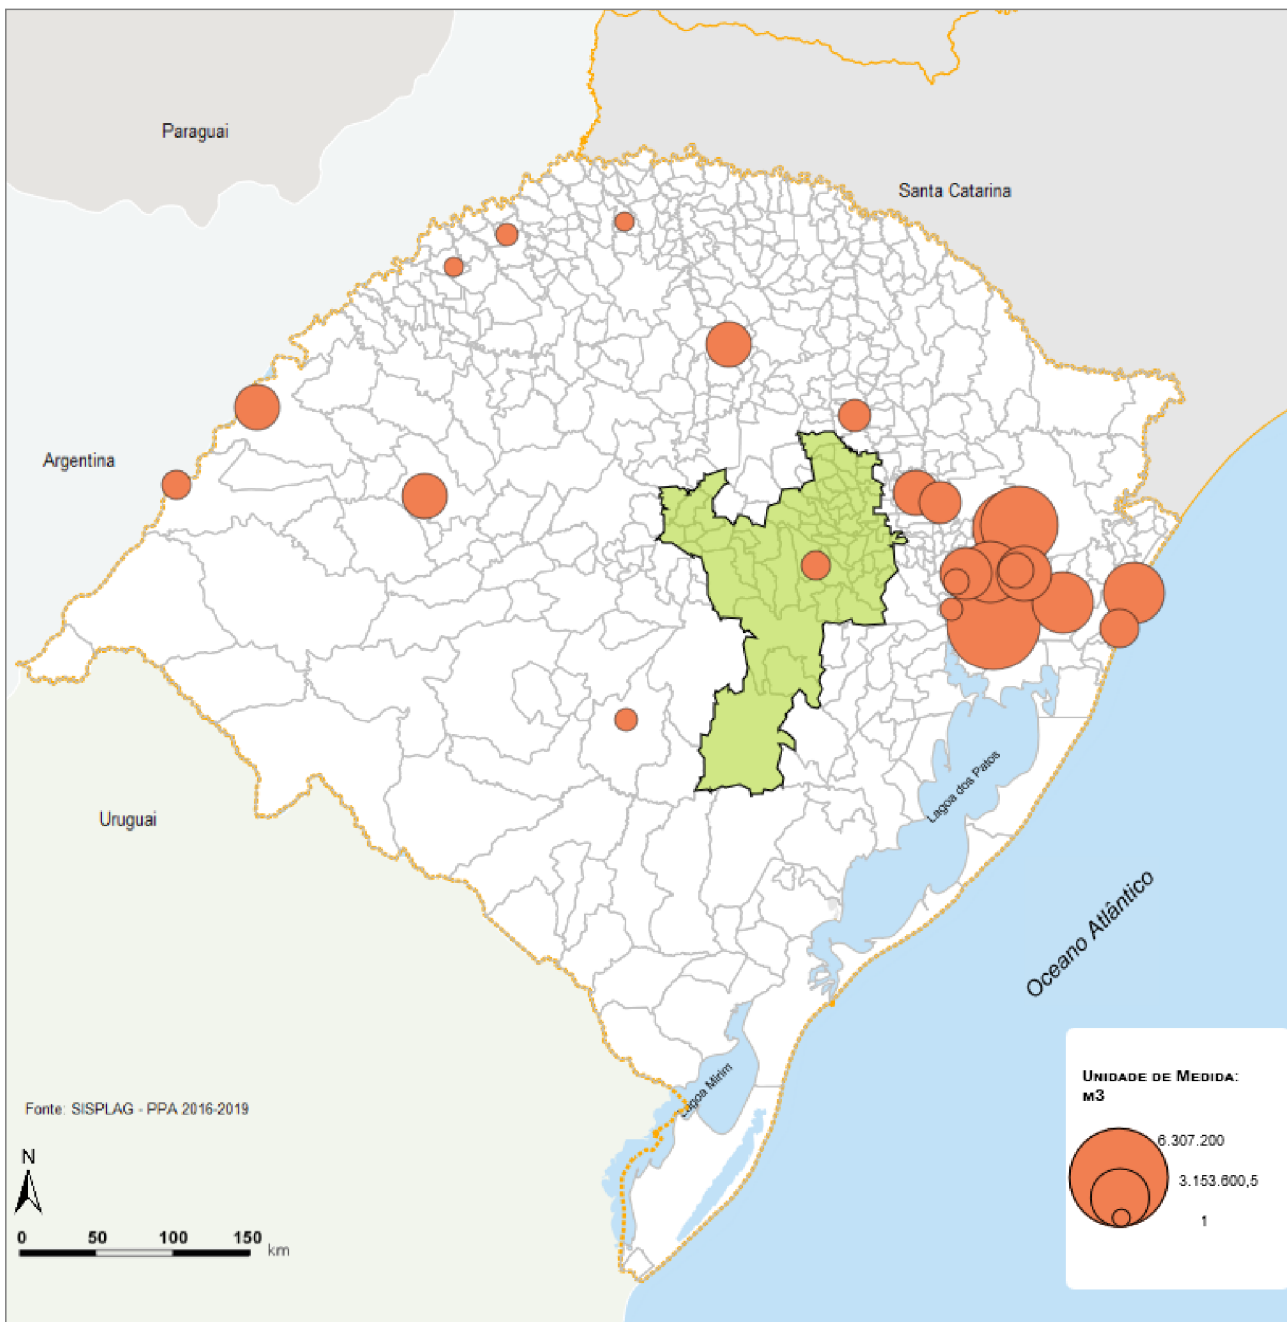 Paraguai
Santa Catarina
Argentina
Uruguai
Lagoa dos Patos
Oceano Atlântico
Lagoa Mirim
Fonte: SISPLAG - PPA 2016-2019
N
0 50 100 150 km
UNIDADE DE MEDIDA:
M3
6.307.200
3.153.600,5
1